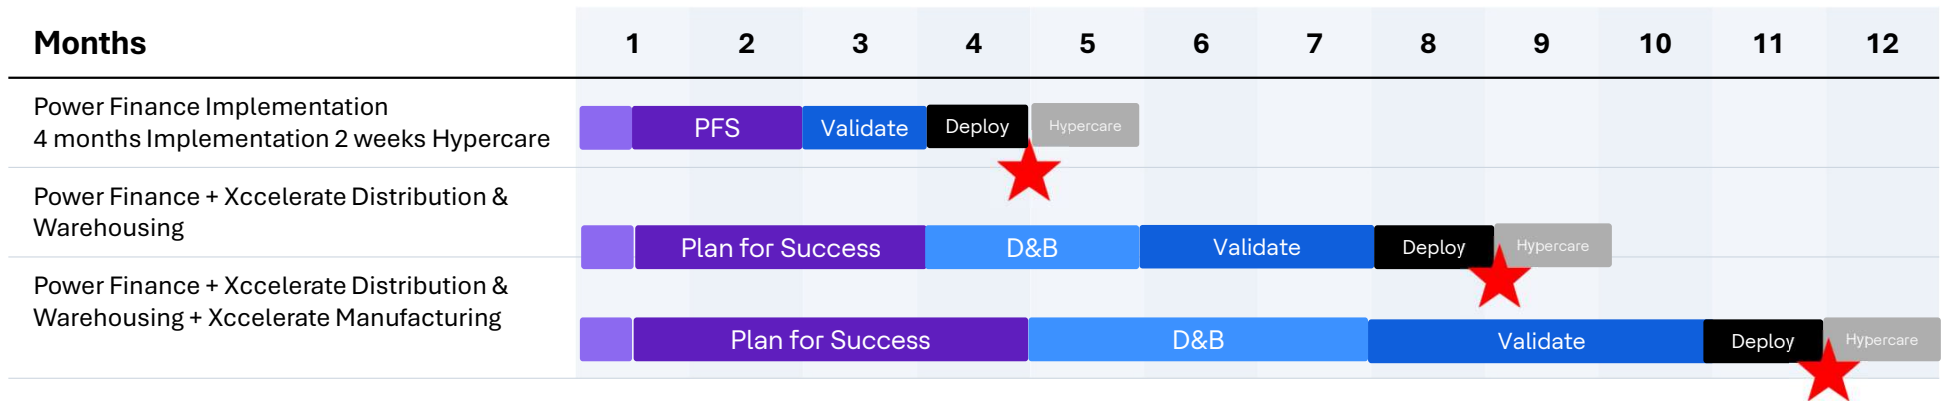 Months 1 2 3 4 5 6 7 8 9 10 11 12
Power Finance Implementation
4 months Implementation 2 weeks Hypercare
PFS Validate Deploy Hypercare
Power Finance + Xccelerate Distribution &
Warehousing
Plan for Success D&B Validate Deploy Hypercare
Power Finance + Xccelerate Distribution &
Warehousing + Xccelerate Manufacturing
Plan for Success D&B Validate Deploy Hypercare